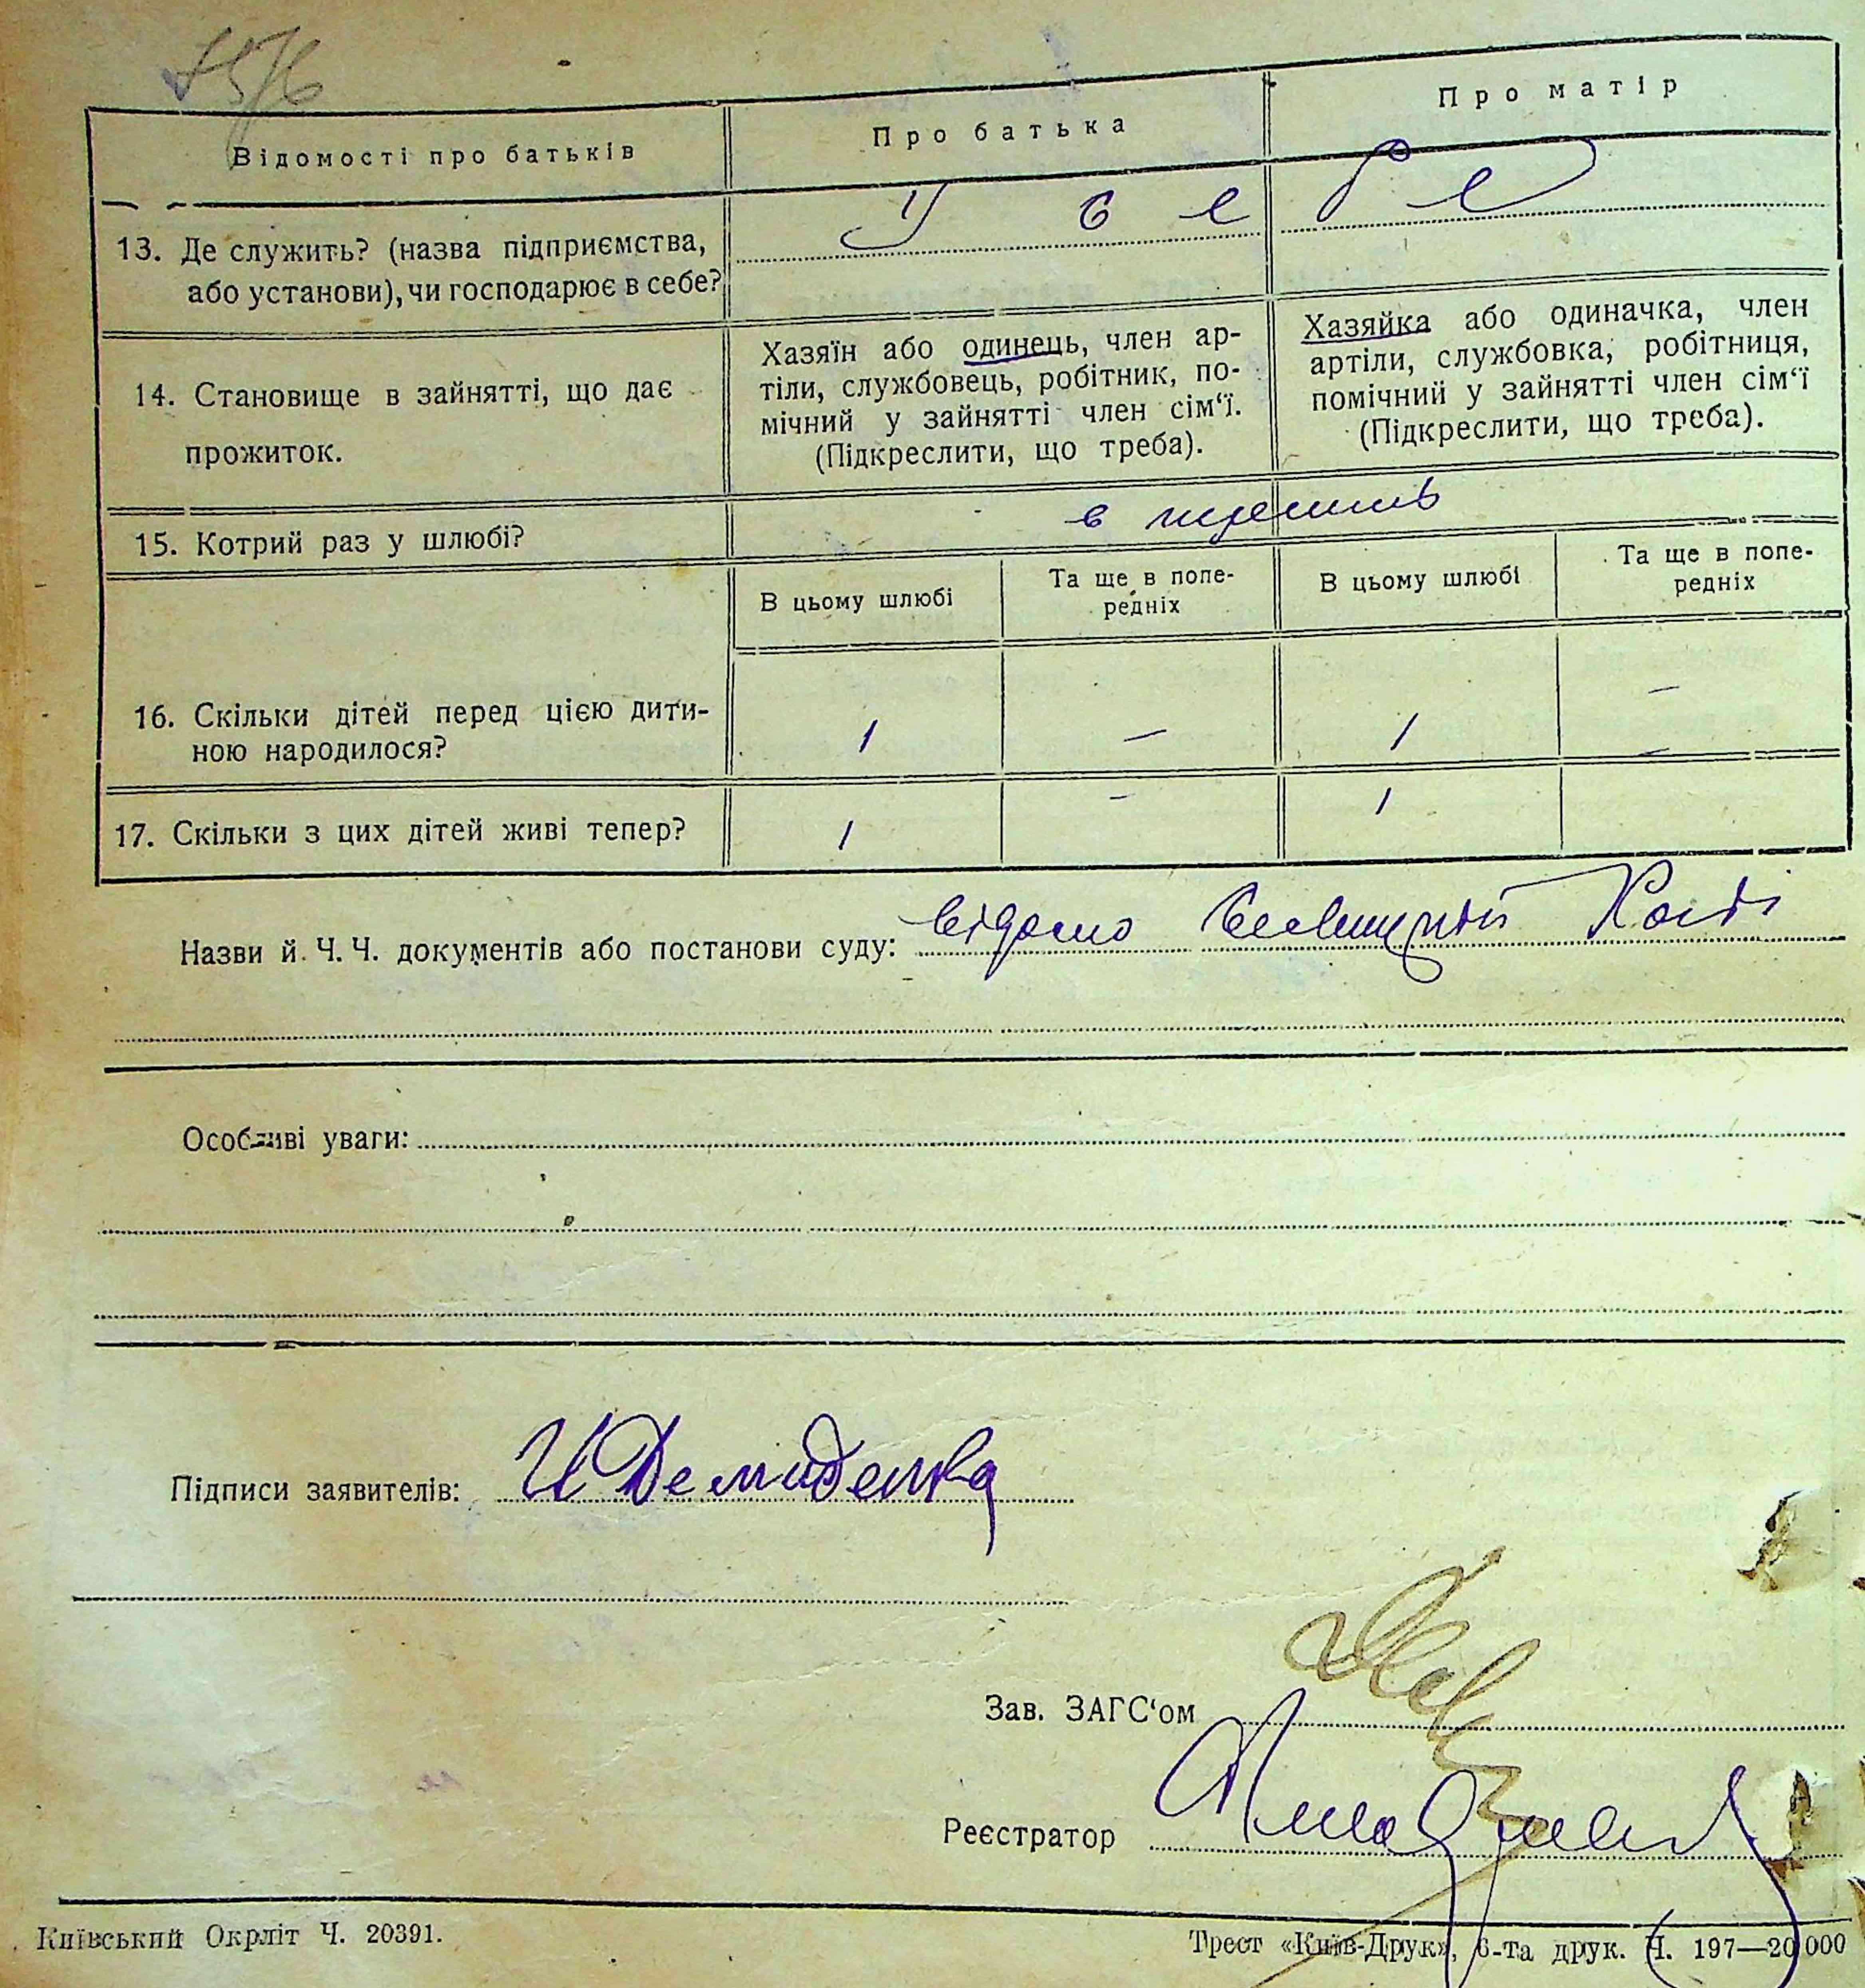 Відомості про батьків
Про батька
Про матір
13. Де служить? (назва підприємства,
або установи), чи господарює в себе?
У себе
14. Становище в зайнятті, що дає
прожиток.
Хазяїн або одинець, член ар-
тіли, службовець, робітник, по-
мічний у зайнятті член сім‘ї.
(Підкреслити, що треба).
Хазяйка або одиначка, член
артіли, службовка, робітниця,
помічний у зайнятті член сім‘ї
(Підкреслити, що треба).
15. Котрий раз у шлюбі?
в
В цьому шлюбі
Та ще в попе-
редніх
В цьому шлюбі
Та ще в попе-
редніх
16. Скільки дітей перед цією дити-
ною народилося?
1 — 1 —
17. Скільки з цих дітей живі тепер?
1 — 1
Назви й Ч. Ч. документів або постанови суду: відомо
Особливі уваги:
Підписи заявителів: И Демиденко
Зав. ЗАГС‘ом
Реєстратор
Київський Окрліт Ч. 20391.
Трест «Київ-Друк», 6-та друк. Ч. 197—20.000